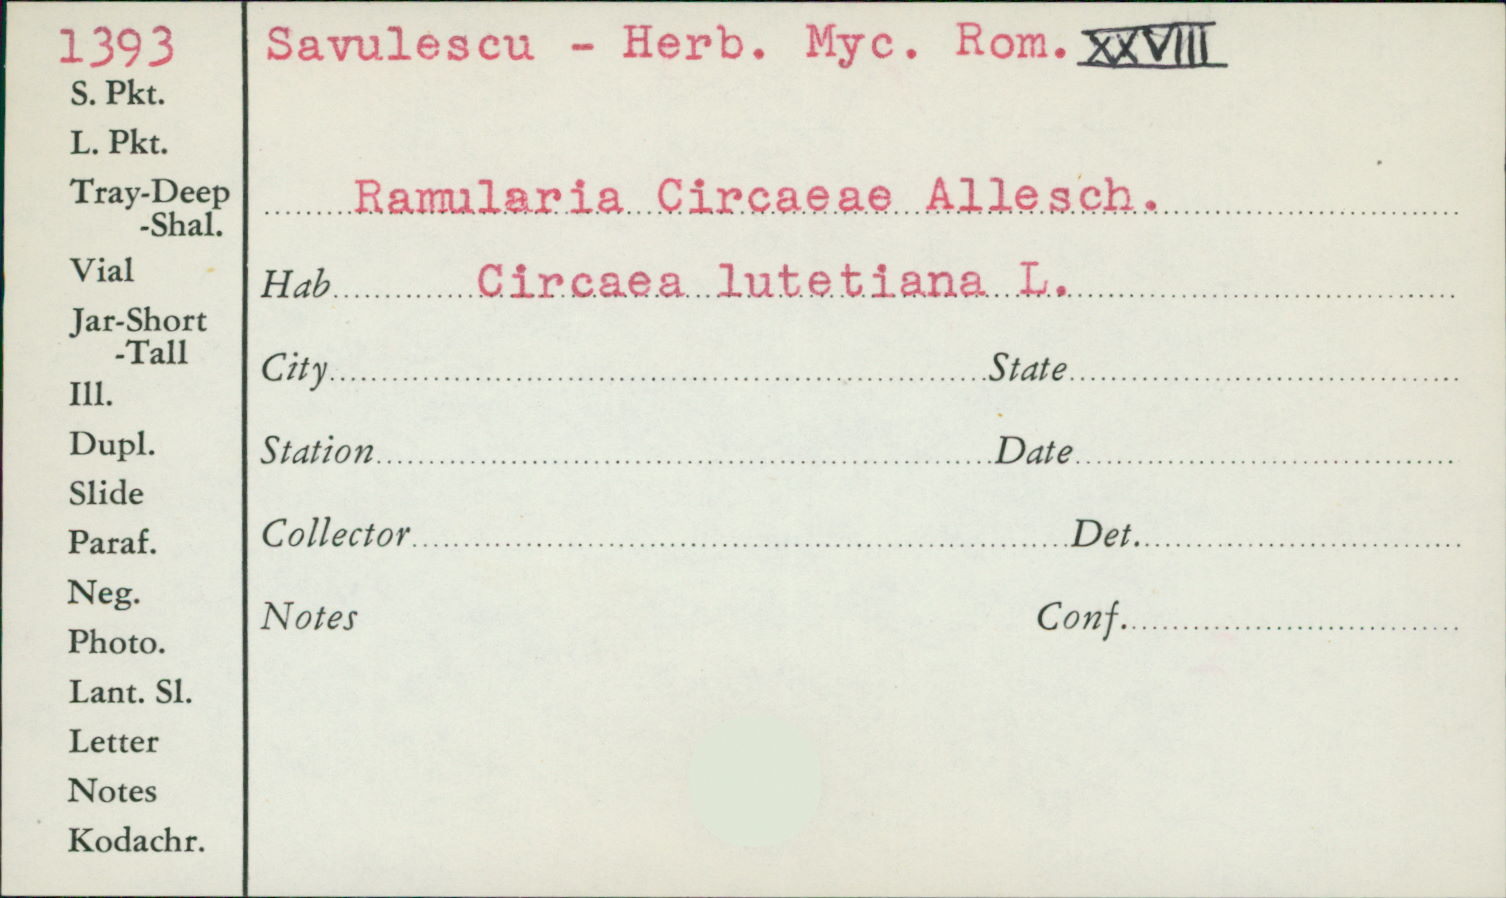 1393
S. Pkt.
L. Pkt.
Tray-Deep
-Shal.
Vial
Jar-Short
-Tall
Ill.
Dupl.
Slide
Paraf.
Neg.
Photo.
Lant. Sl.
Letter
Notes
Kodachr.
Savulescu - Herb. Myc. Rom. XXVIII
Ramularia Circaeae Allesch.
Hab Circaea lutetiana L.
City State
Station Date
Collector Det.
Notes Conf.